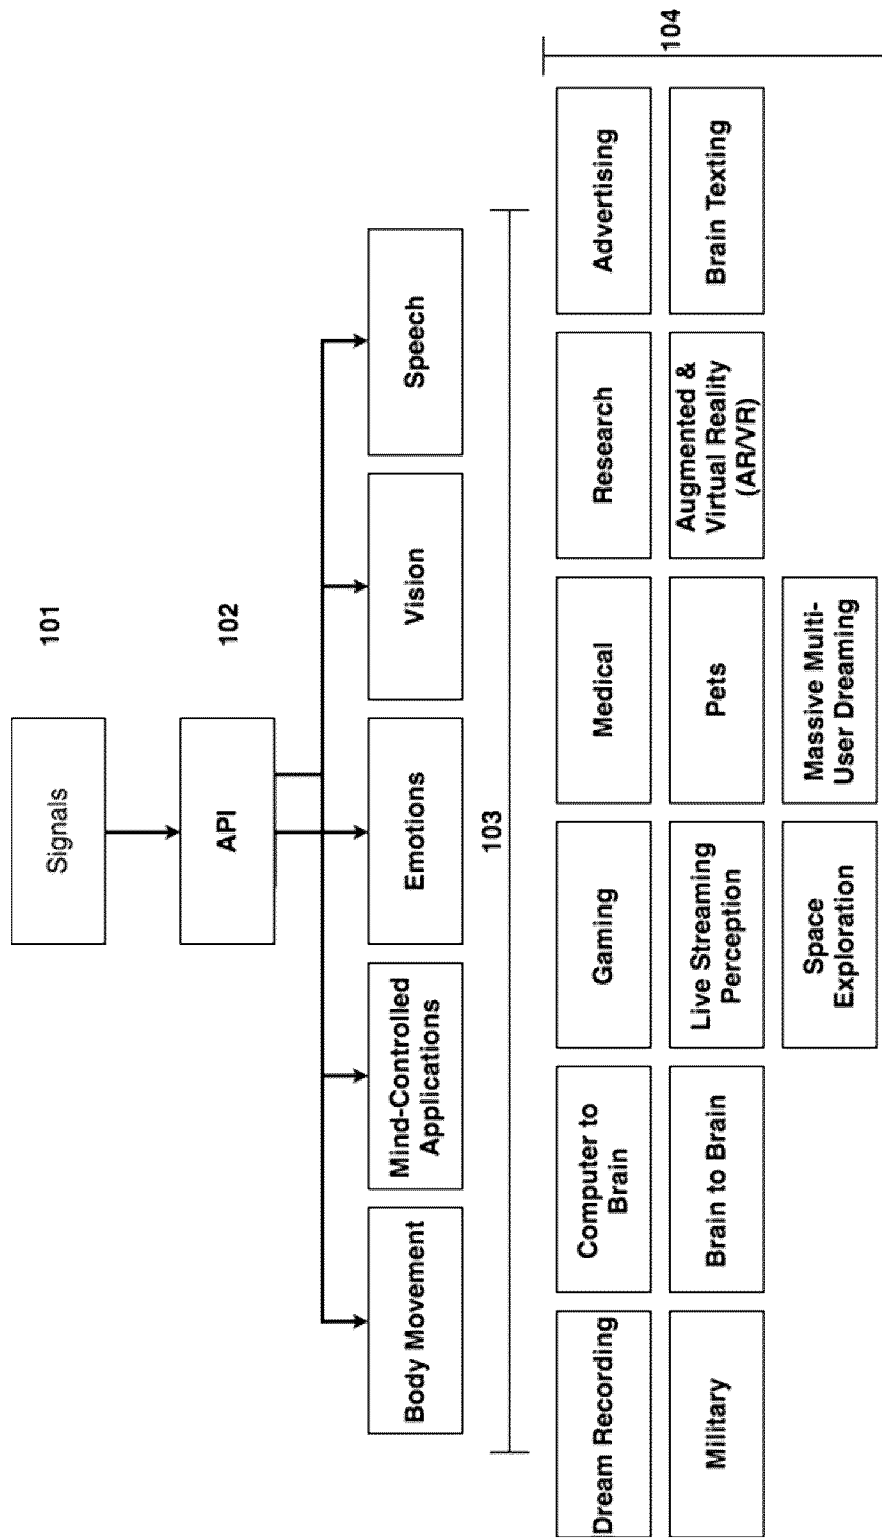 Signals
101
API
102
Body Movement
Mind-Controlled
Applications
Emotions
Vision
Speech
103
104
Dream Recording
Computer to
Brain
Gaming
Medical
Research
Advertising
Military
Brain to Brain
Live Streaming
Perception
Pets
Augmented &
Virtual Reality
(AR/VR)
Brain Texting
Space
Exploration
Massive Multi-
User Dreaming